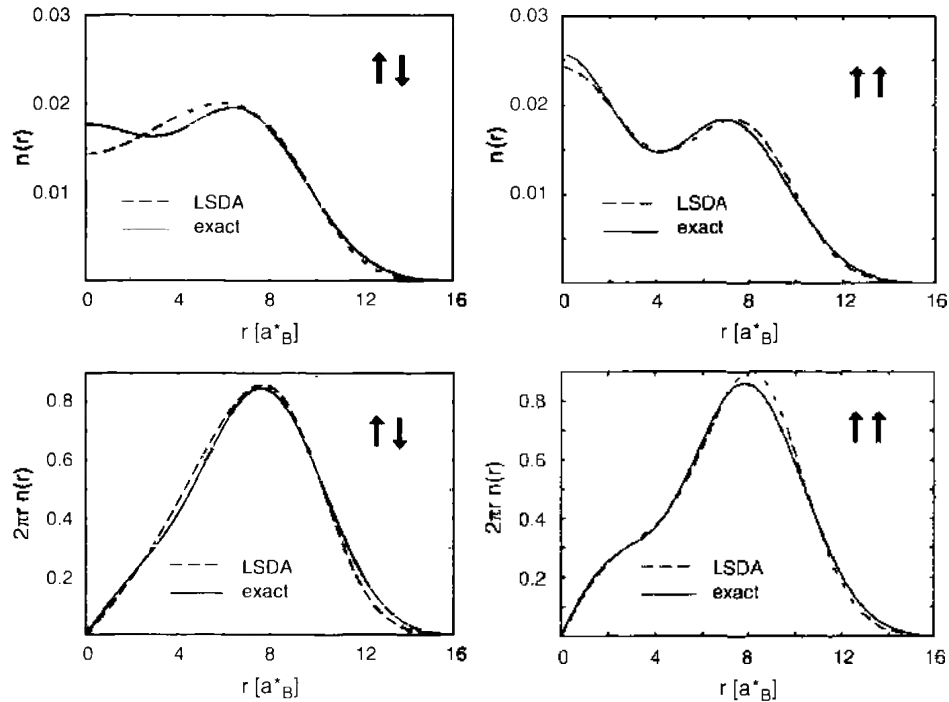 0.03
0.02
0.01
n(r)
LSDA
exact
0 4 8 12 16
r [a*B]
0.03
0.02
0.01
n(r)
LSDA
exact
0 4 8 12 16
r [a*B]
0.8
0.6
0.4
0.2
2πr n(r)
LSDA
exact
0 4 8 12 16
r [a*B]
0.8
0.6
0.4
0.2
2πr n(r)
LSDA
exact
0 4 8 12 16
r [a*B]